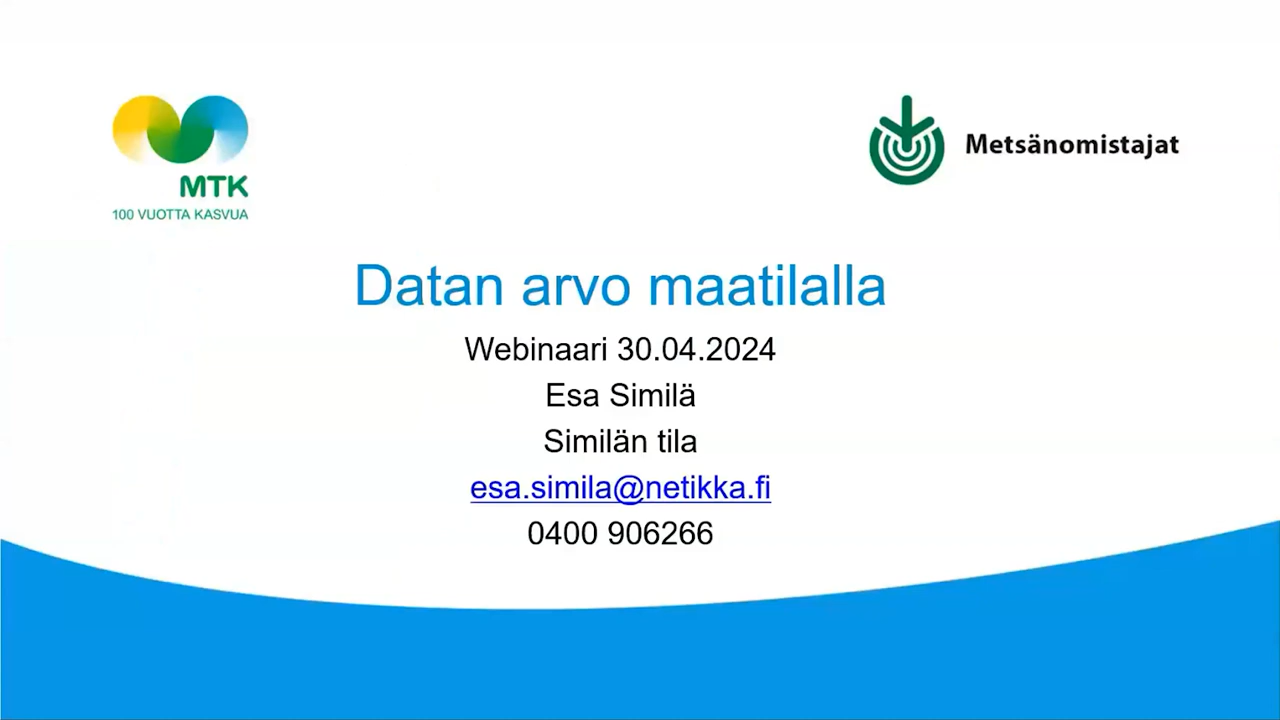 MTK
100 VUOTTA KASVUA
Metsänomistajat
Datan arvo maatilalla
Webinaari 30.04.2024
Esa Similä
Similän tila
esa.simila@netikka.fi
0400 906266